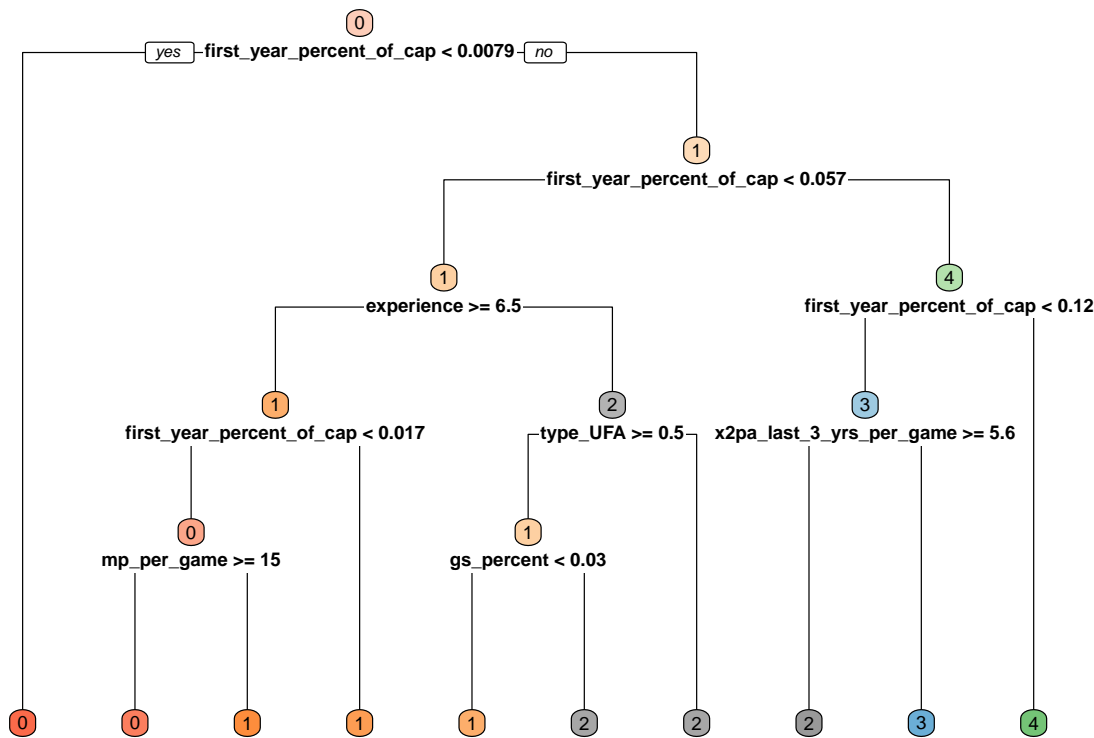 0
yes first_year_percent_of_cap < 0.0079 no
1
first_year_percent_of_cap < 0.057
1 4
experience >= 6.5 first_year_percent_of_cap < 0.12
1 2 3
first_year_percent_of_cap < 0.017 type_UFA >= 0.5 x2pa_last_3_yrs_per_game >= 5.6
0 1
mp_per_game >= 15 gs_percent < 0.03
0 0 1 1 1 2 2 2 3 4